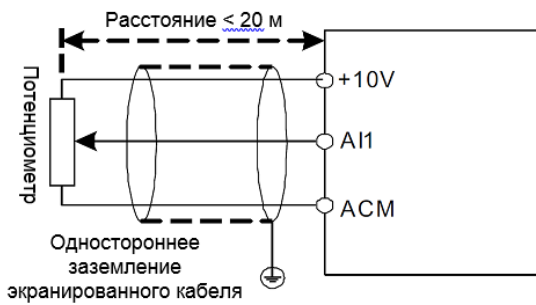 Расстояние < 20 м
Потенциометр
+10V
AI1
ACM
Одностороннее
заземление
экранированного кабеля